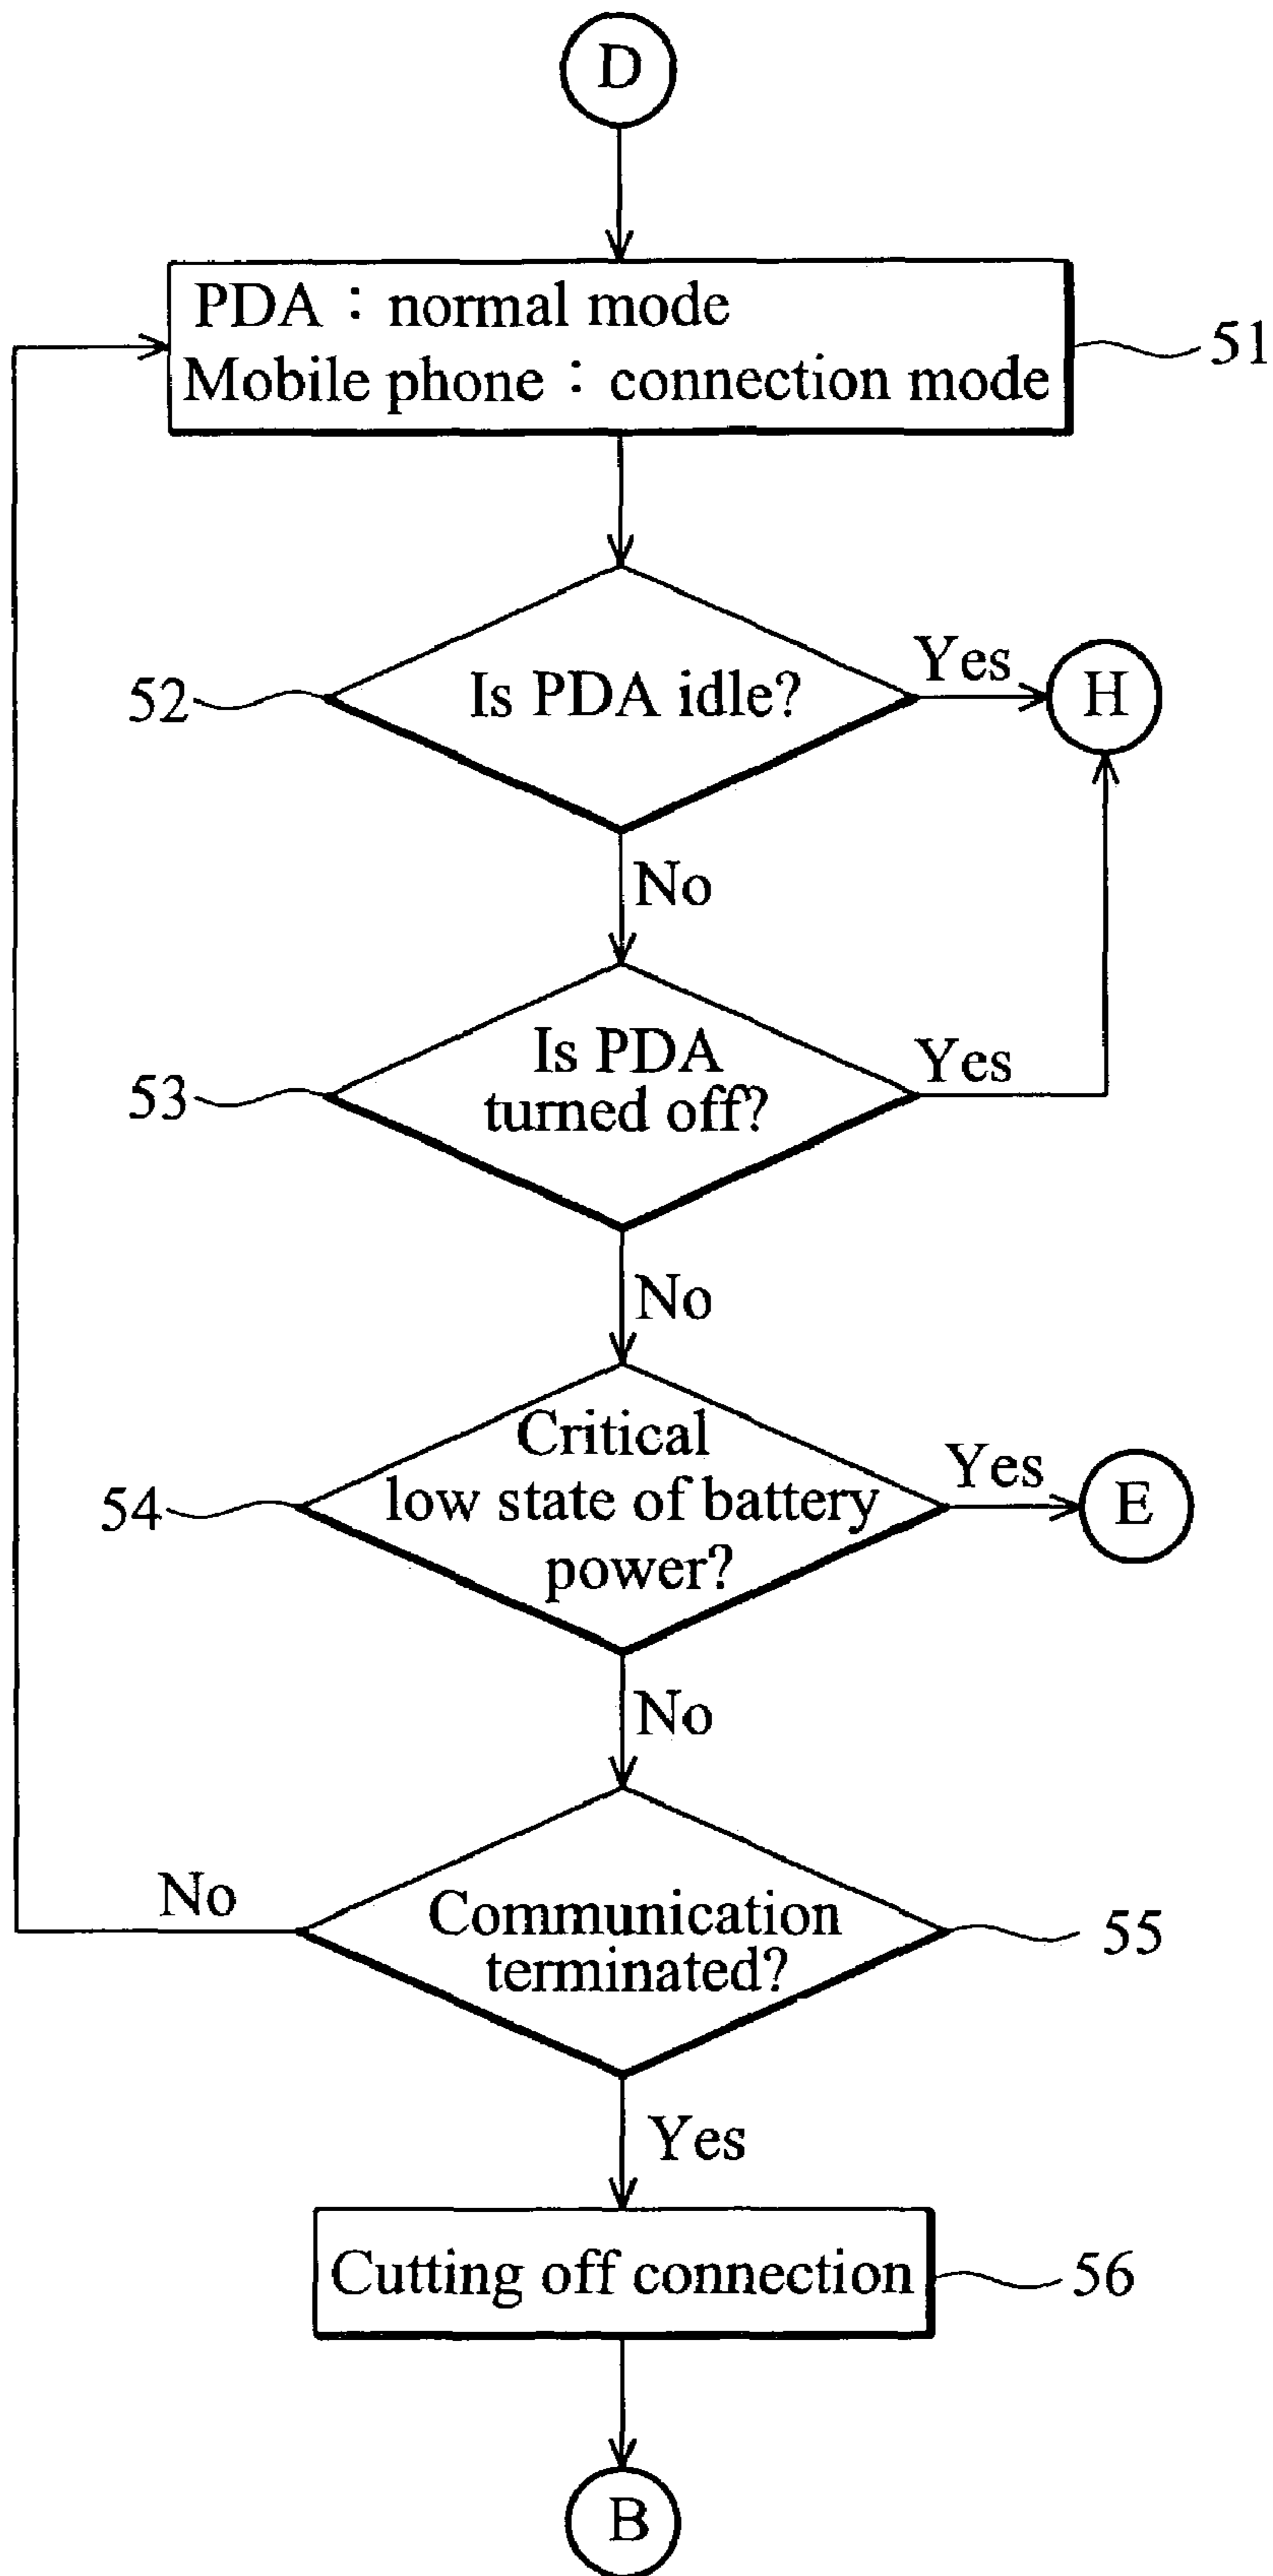 D
PDA：normal mode
Mobile phone：connection mode
51
Is PDA idle?
52
Yes
H
No
Is PDA
turned off?
53
Yes
No
Critical
low state of battery
power?
54
Yes
E
No
Communication
terminated?
55
No
Yes
Cutting off connection
56
B